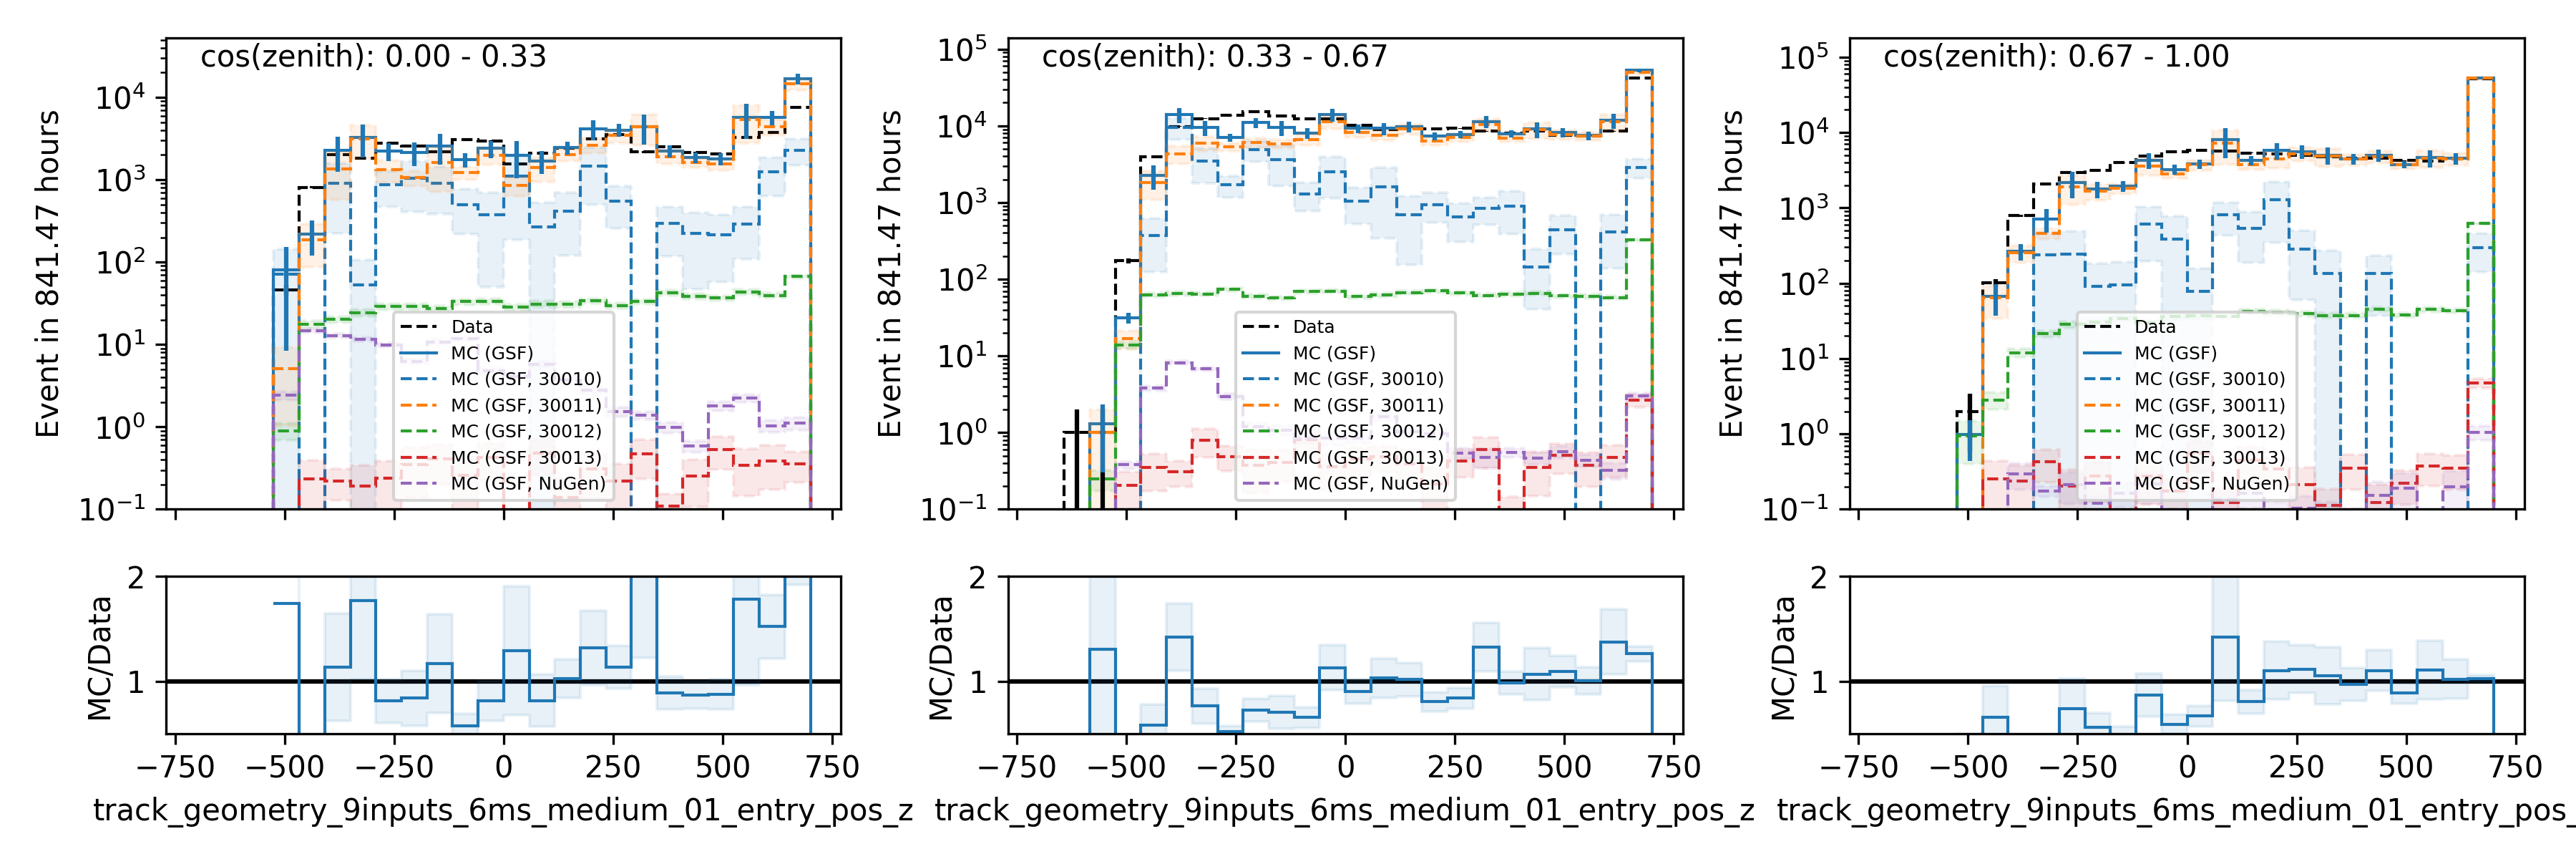 cos(zenith): 0.00 - 0.33
Event in 841.47 hours
10^4
10^3
10^2
10^1
10^0
10^-1
Data
MC (GSF)
MC (GSF, 30010)
MC (GSF, 30011)
MC (GSF, 30012)
MC (GSF, 30013)
MC (GSF, NuGen)
MC/Data
2
1
−750 −500 −250 0 250 500 750
track_geometry_9inputs_6ms_medium_01_entry_pos_z
cos(zenith): 0.33 - 0.67
Event in 841.47 hours
10^5
10^4
10^3
10^2
10^1
10^0
10^-1
Data
MC (GSF)
MC (GSF, 30010)
MC (GSF, 30011)
MC (GSF, 30012)
MC (GSF, 30013)
MC (GSF, NuGen)
MC/Data
2
1
−750 −500 −250 0 250 500 750
track_geometry_9inputs_6ms_medium_01_entry_pos_z
cos(zenith): 0.67 - 1.00
Event in 841.47 hours
10^5
10^4
10^3
10^2
10^1
10^0
10^-1
Data
MC (GSF)
MC (GSF, 30010)
MC (GSF, 30011)
MC (GSF, 30012)
MC (GSF, 30013)
MC (GSF, NuGen)
MC/Data
2
1
−750 −500 −250 0 250 500 750
track_geometry_9inputs_6ms_medium_01_entry_pos_